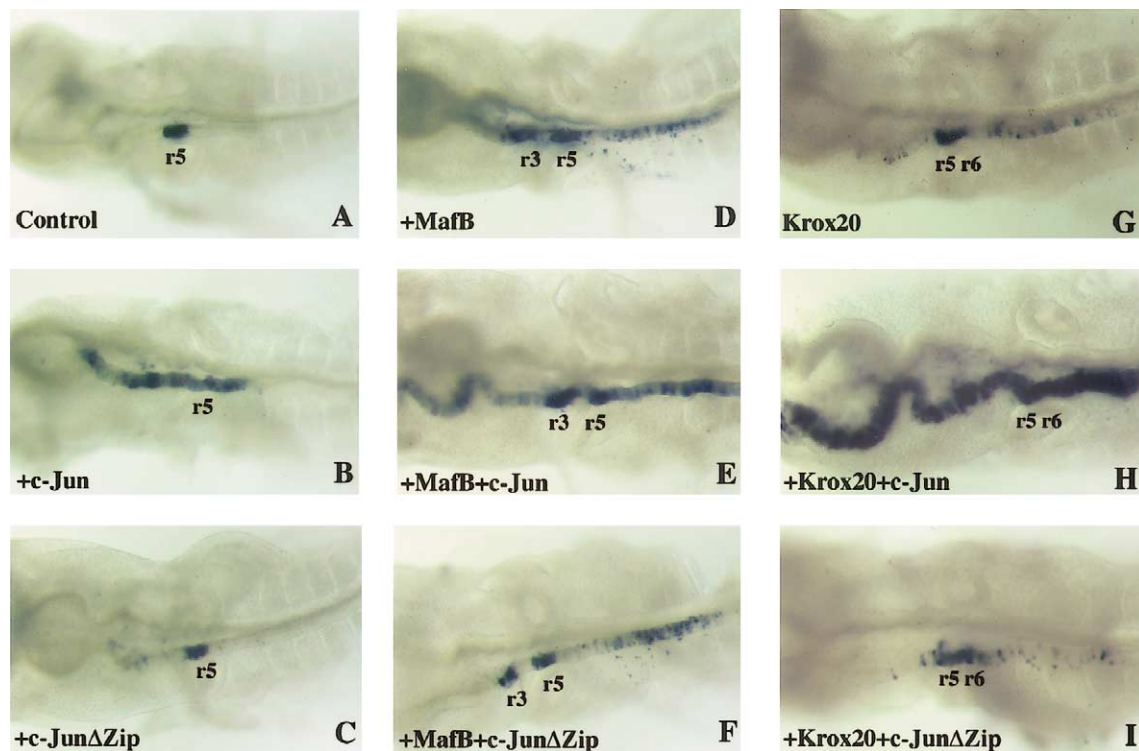 r5
Control A
r3 r5
+MafB D
r5 r6
Krox20 G
r5
+c-Jun B
r3 r5
+MafB+c-Jun E
r5 r6
+Krox20+c-Jun H
r5
+c-JunΔZip C
r3 r5
+MafB+c-JunΔZip F
r5 r6
+Krox20+c-JunΔZip I